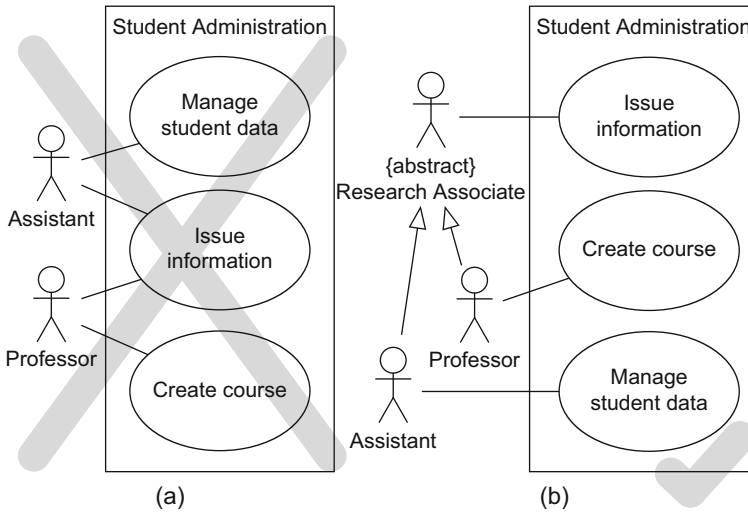 Student Administration
Manage
student data
Assistant
Issue
information
Professor
Create course
(a)
Student Administration
Issue
information
{abstract}
Research Associate
Create course
Professor
Manage
student data
Assistant
(b)